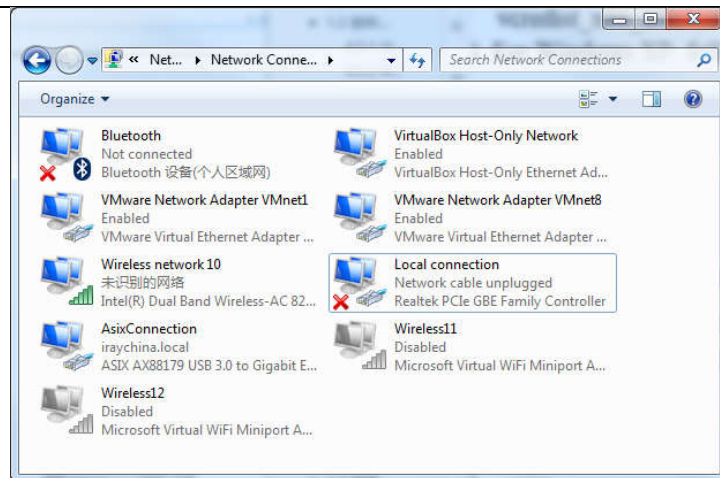 « Net... ▸ Network Conne... ▸
Search Network Connections
Organize
Bluetooth
Not connected
Bluetooth 设备(个人区域网)
VirtualBox Host-Only Network
Enabled
VirtualBox Host-Only Ethernet Ad...
VMware Network Adapter VMnet1
Enabled
VMware Virtual Ethernet Adapter ...
VMware Network Adapter VMnet8
Enabled
VMware Virtual Ethernet Adapter ...
Wireless network 10
未识别的网络
Intel(R) Dual Band Wireless-AC 82...
Local connection
Network cable unplugged
Realtek PCIe GBE Family Controller
AsixConnection
iraychina.local
ASIX AX88179 USB 3.0 to Gigabit E...
Wireless11
Disabled
Microsoft Virtual WiFi Miniport A...
Wireless12
Disabled
Microsoft Virtual WiFi Miniport A...